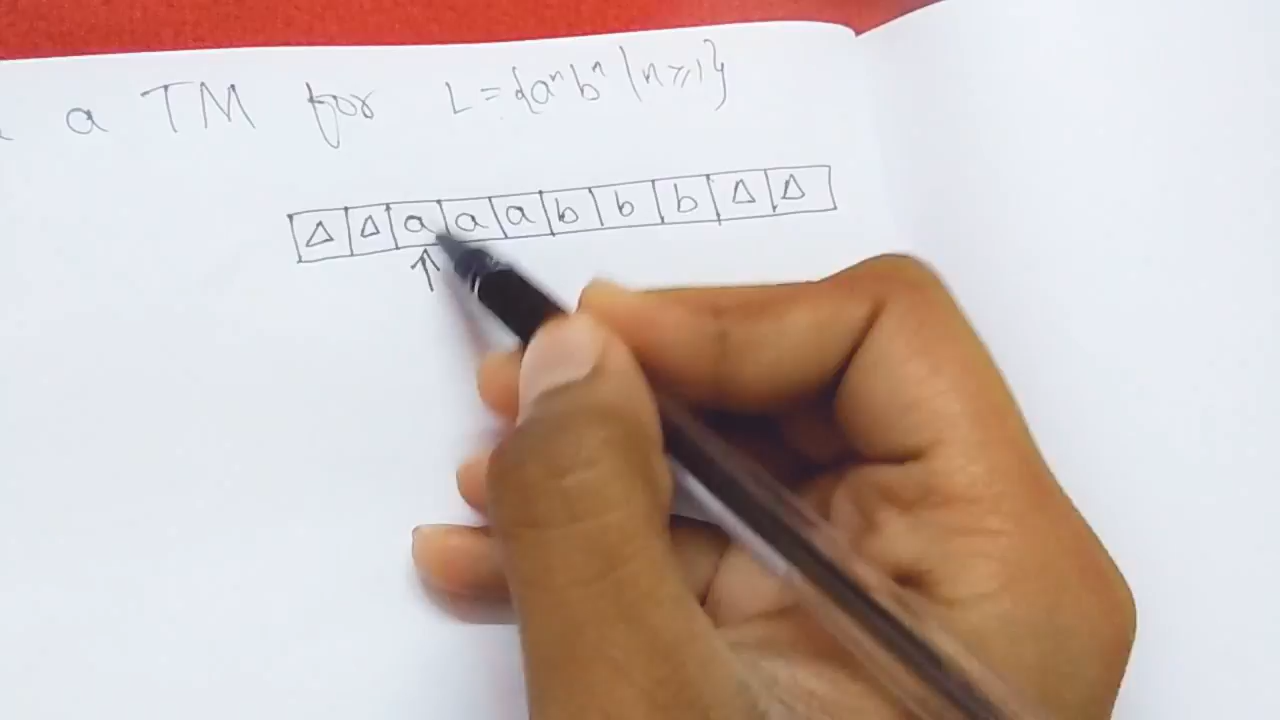 a TM for L = {aⁿbⁿ | n ≥ 1}
Δ Δ a a a b b b Δ Δ
↑